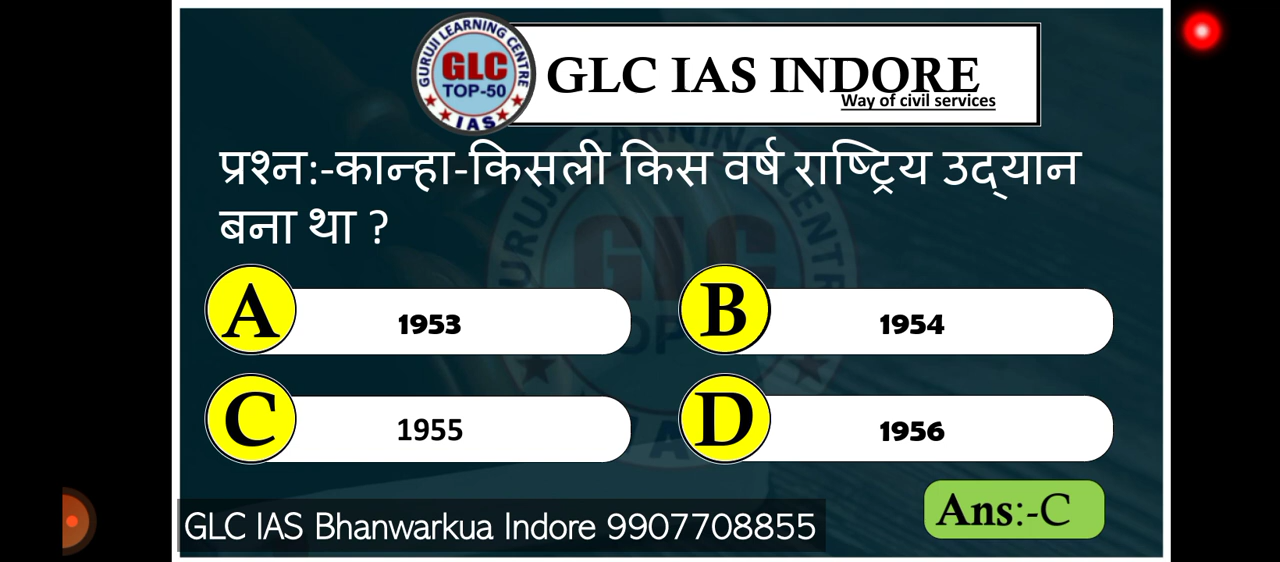 GURUJI LEARNING CENTRE
GLC
TOP-50
IAS
GLC IAS INDORE
Way of civil services
प्रश्न:-कान्हा-किसली किस वर्ष राष्ट्रिय उद्यान
बना था ?
A 1953
B 1954
C 1955
D 1956
Ans:-C
GLC IAS Bhanwarkua Indore 9907708855